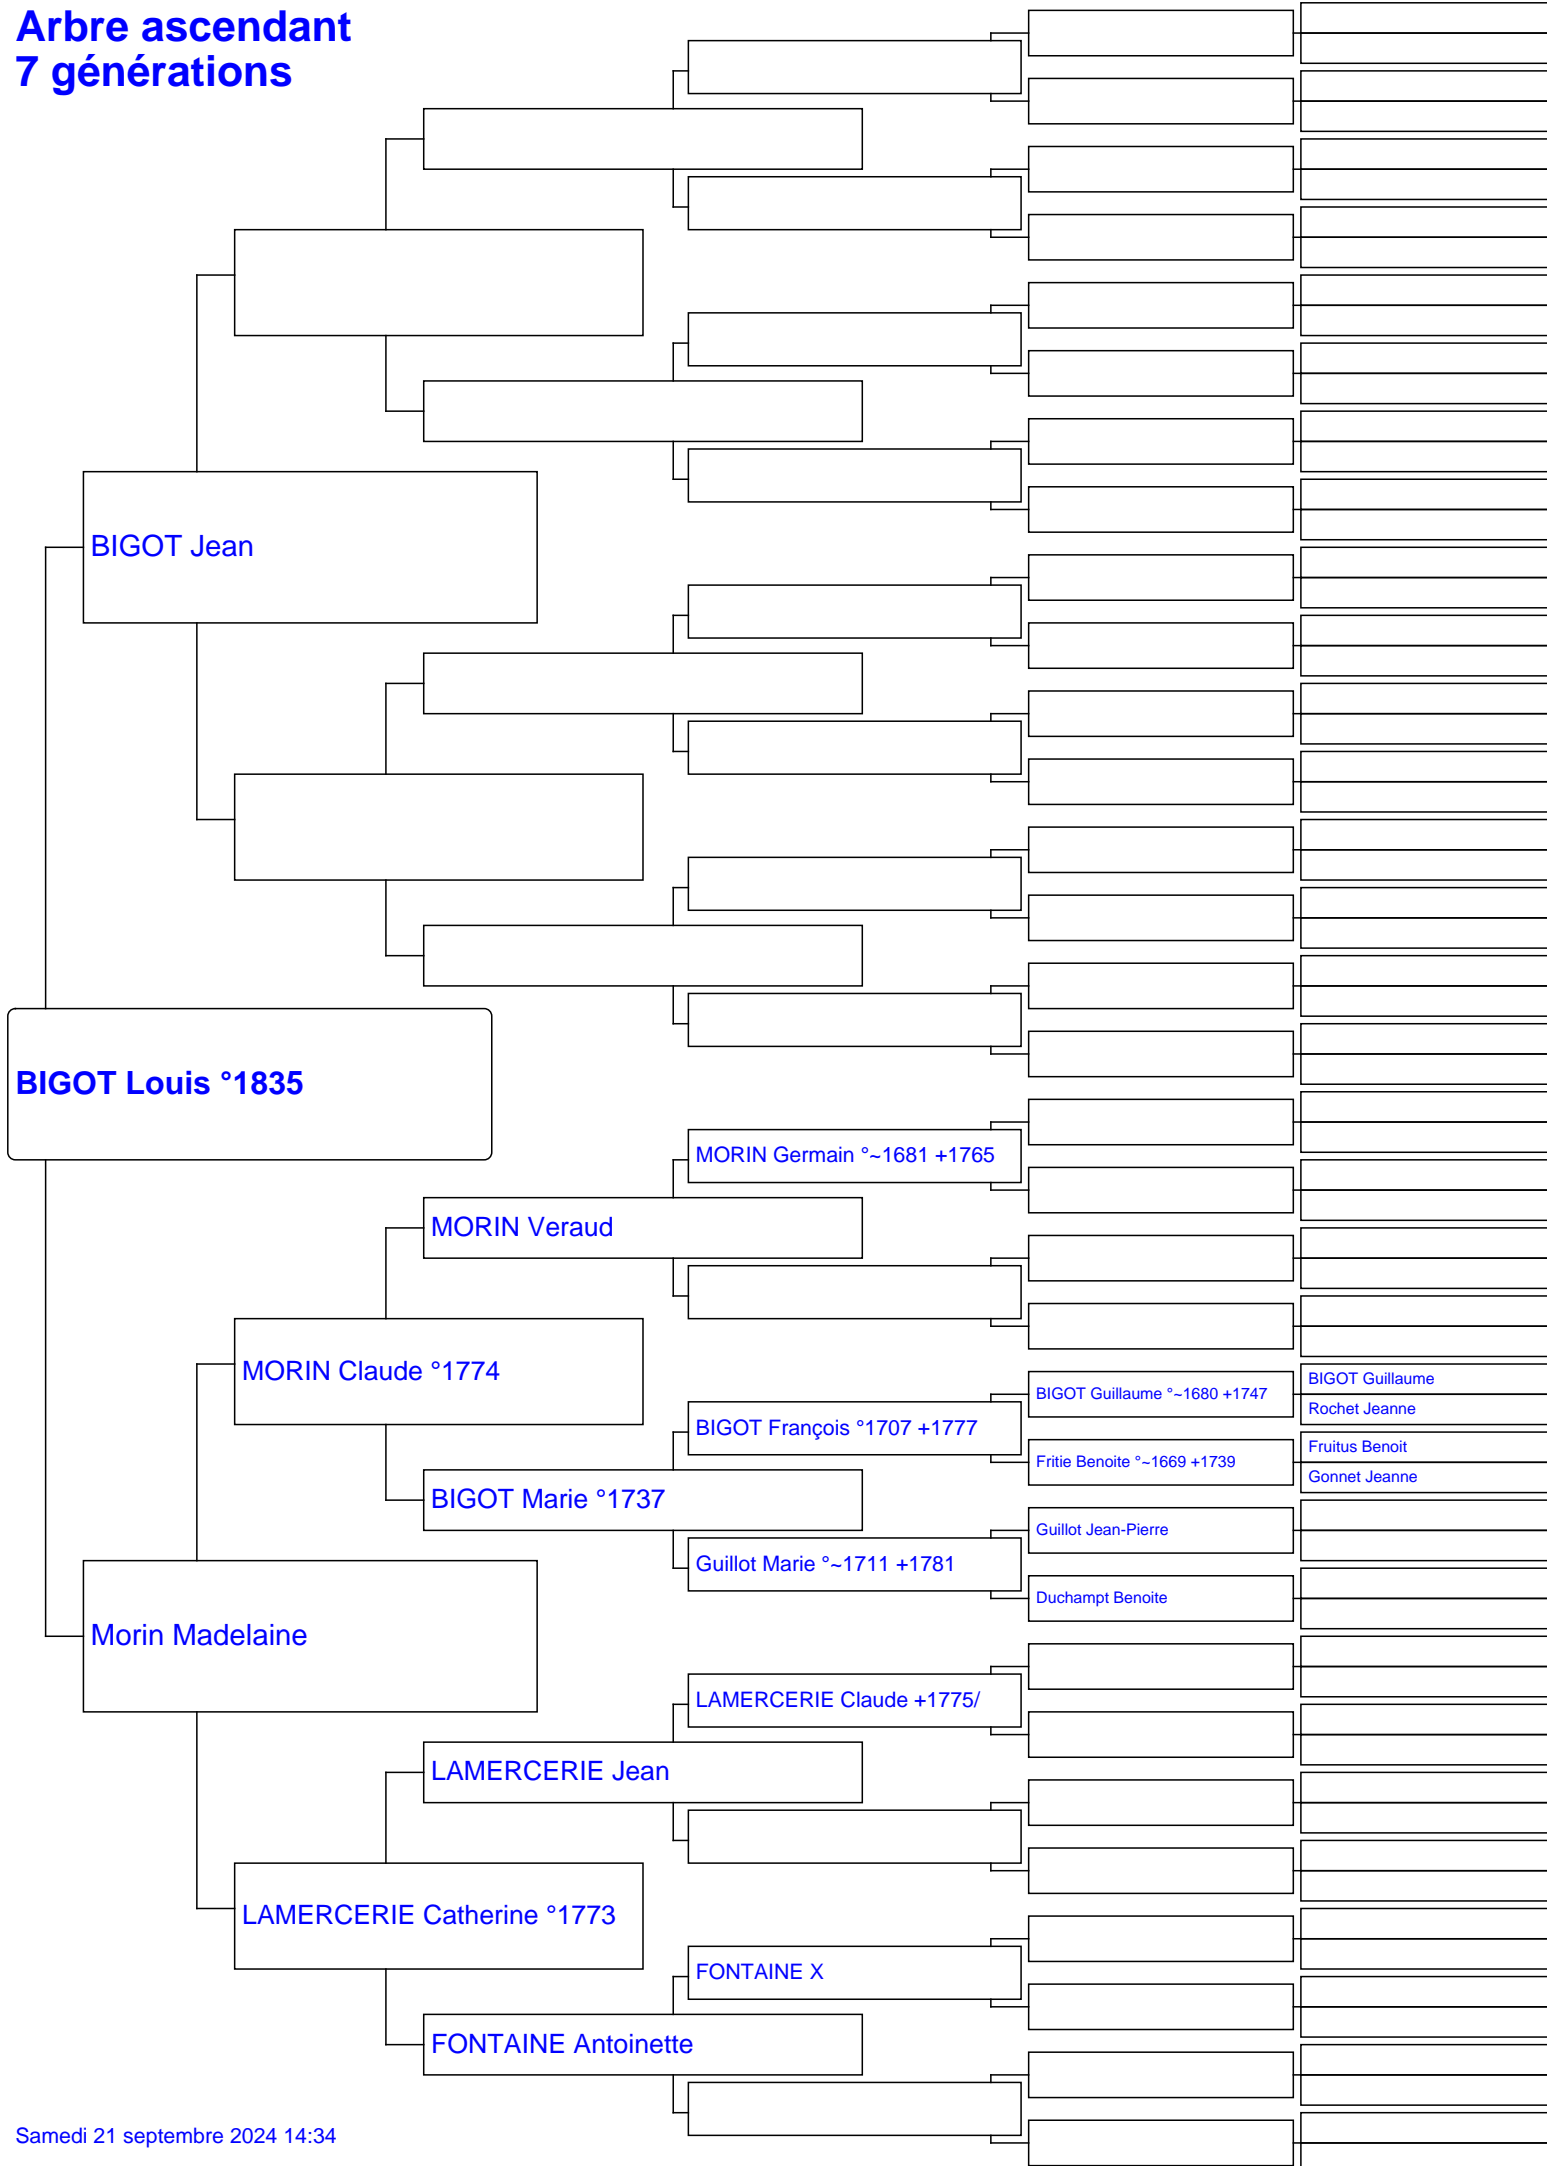 Arbre ascendant
7 générations
BIGOT Jean
BIGOT Louis °1835
MORIN Germain °~1681 +1765
MORIN Veraud
MORIN Claude °1774
BIGOT Guillaume °~1680 +1747
BIGOT Guillaume
Rochet Jeanne
BIGOT François °1707 +1777
Fritie Benoite °~1669 +1739
Fruitus Benoit
Gonnet Jeanne
BIGOT Marie °1737
Guillot Jean-Pierre
Guillot Marie °~1711 +1781
Duchampt Benoite
Morin Madelaine
LAMERCERIE Claude +1775/
LAMERCERIE Jean
LAMERCERIE Catherine °1773
FONTAINE X
FONTAINE Antoinette
Samedi 21 septembre 2024 14:34